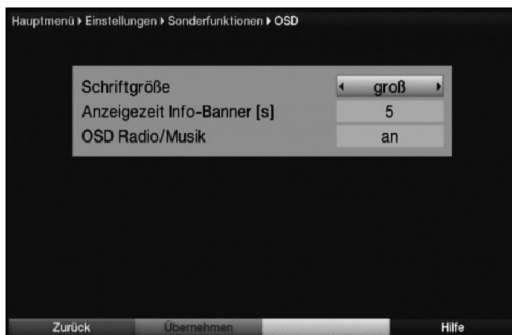 Hauptmenü ▸ Einstellungen ▸ Sonderfunktionen ▸ OSD
Schriftgröße ◂ groß ▸
Anzeigezeit Info-Banner [s] 5
OSD Radio/Musik an
Zurück Übernehmen Hilfe